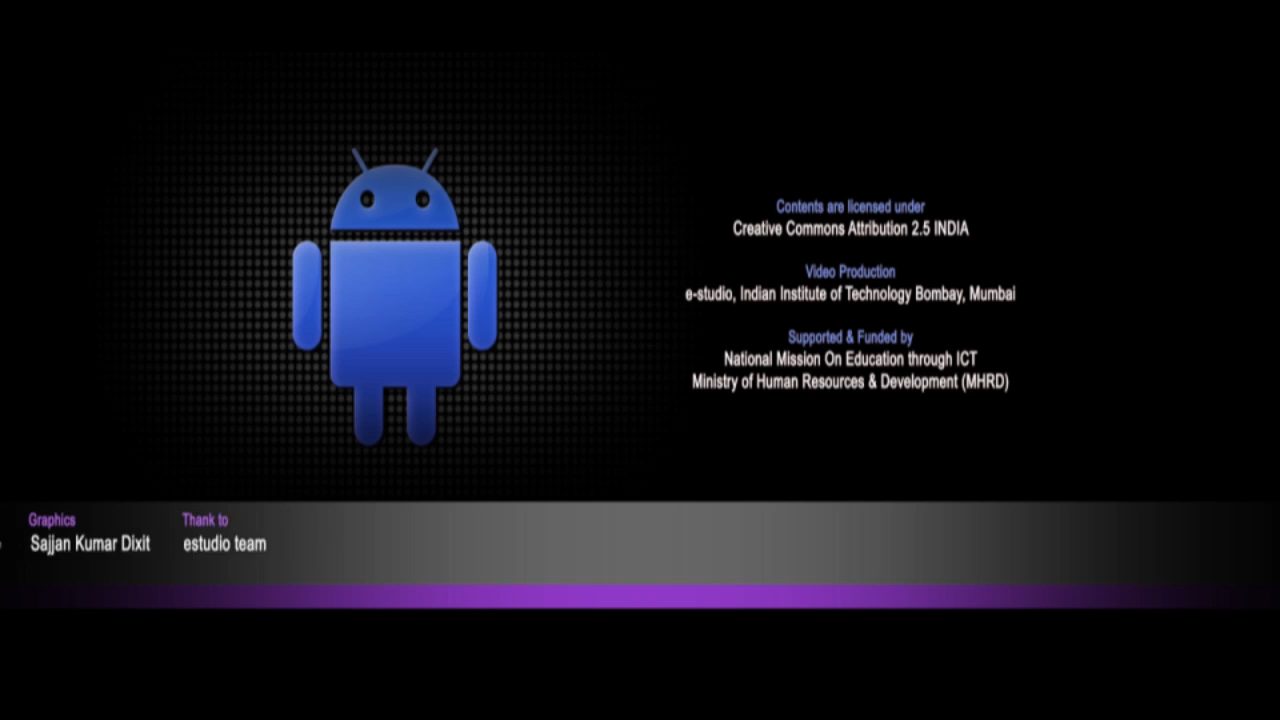 Contents are licensed under
Creative Commons Attribution 2.5 INDIA
Video Production
e-studio, Indian Institute of Technology Bombay, Mumbai
Supported & Funded by
National Mission On Education through ICT
Ministry of Human Resources & Development (MHRD)
Graphics
Sajjan Kumar Dixit
Thank to
estudio team